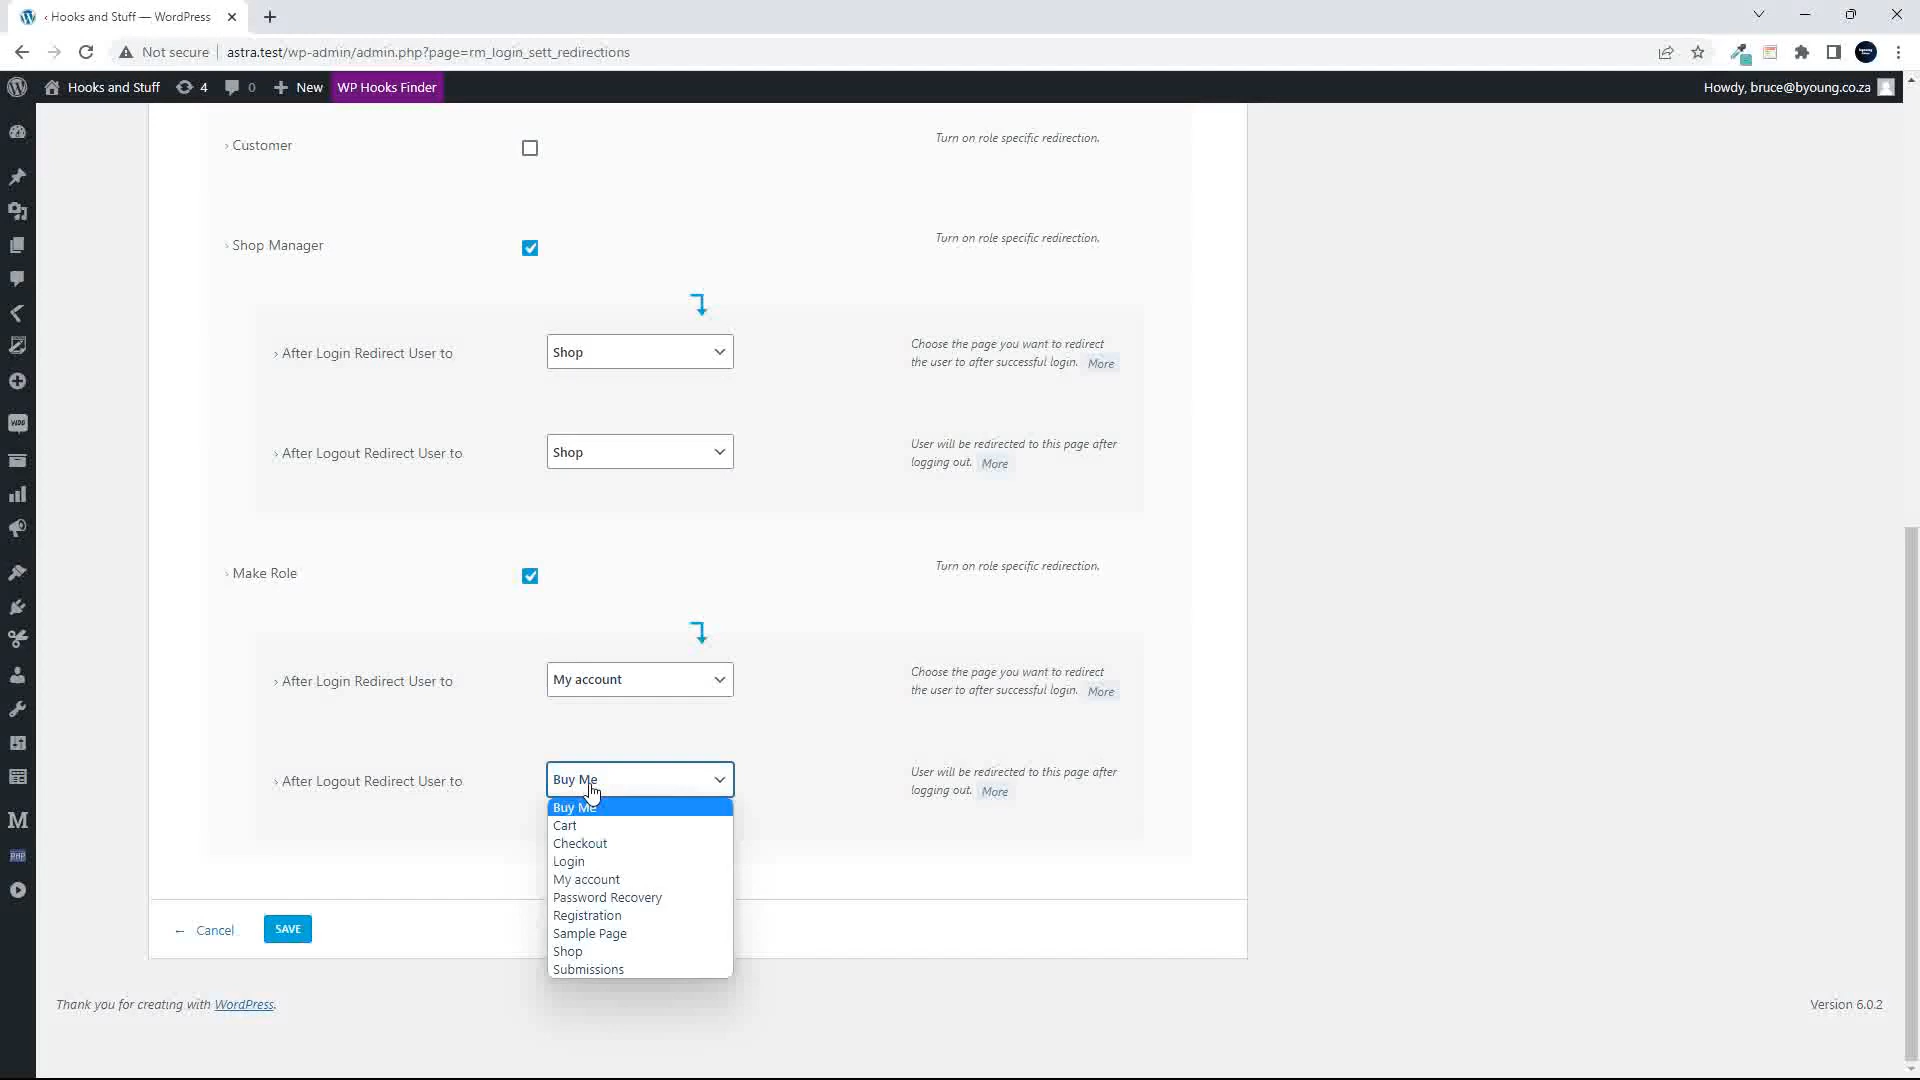 ‹ Hooks and Stuff — WordPress
Not secure
astra.test/wp-admin/admin.php?page=rm_login_sett_redirections
Hooks and Stuff
4
0
New
WP Hooks Finder
Howdy, bruce@byoung.co.za
› Customer
Turn on role specific redirection.
› Shop Manager
Turn on role specific redirection.
› After Login Redirect User to
Shop
Choose the page you want to redirect
the user to after successful login. More
› After Logout Redirect User to
Shop
User will be redirected to this page after
logging out. More
› Make Role
Turn on role specific redirection.
› After Login Redirect User to
My account
Choose the page you want to redirect
the user to after successful login. More
› After Logout Redirect User to
Buy Me
User will be redirected to this page after
logging out. More
Buy Me
Cart
Checkout
Login
My account
Password Recovery
Registration
Sample Page
Shop
Submissions
← Cancel
SAVE
Thank you for creating with WordPress.
Version 6.0.2
PHP